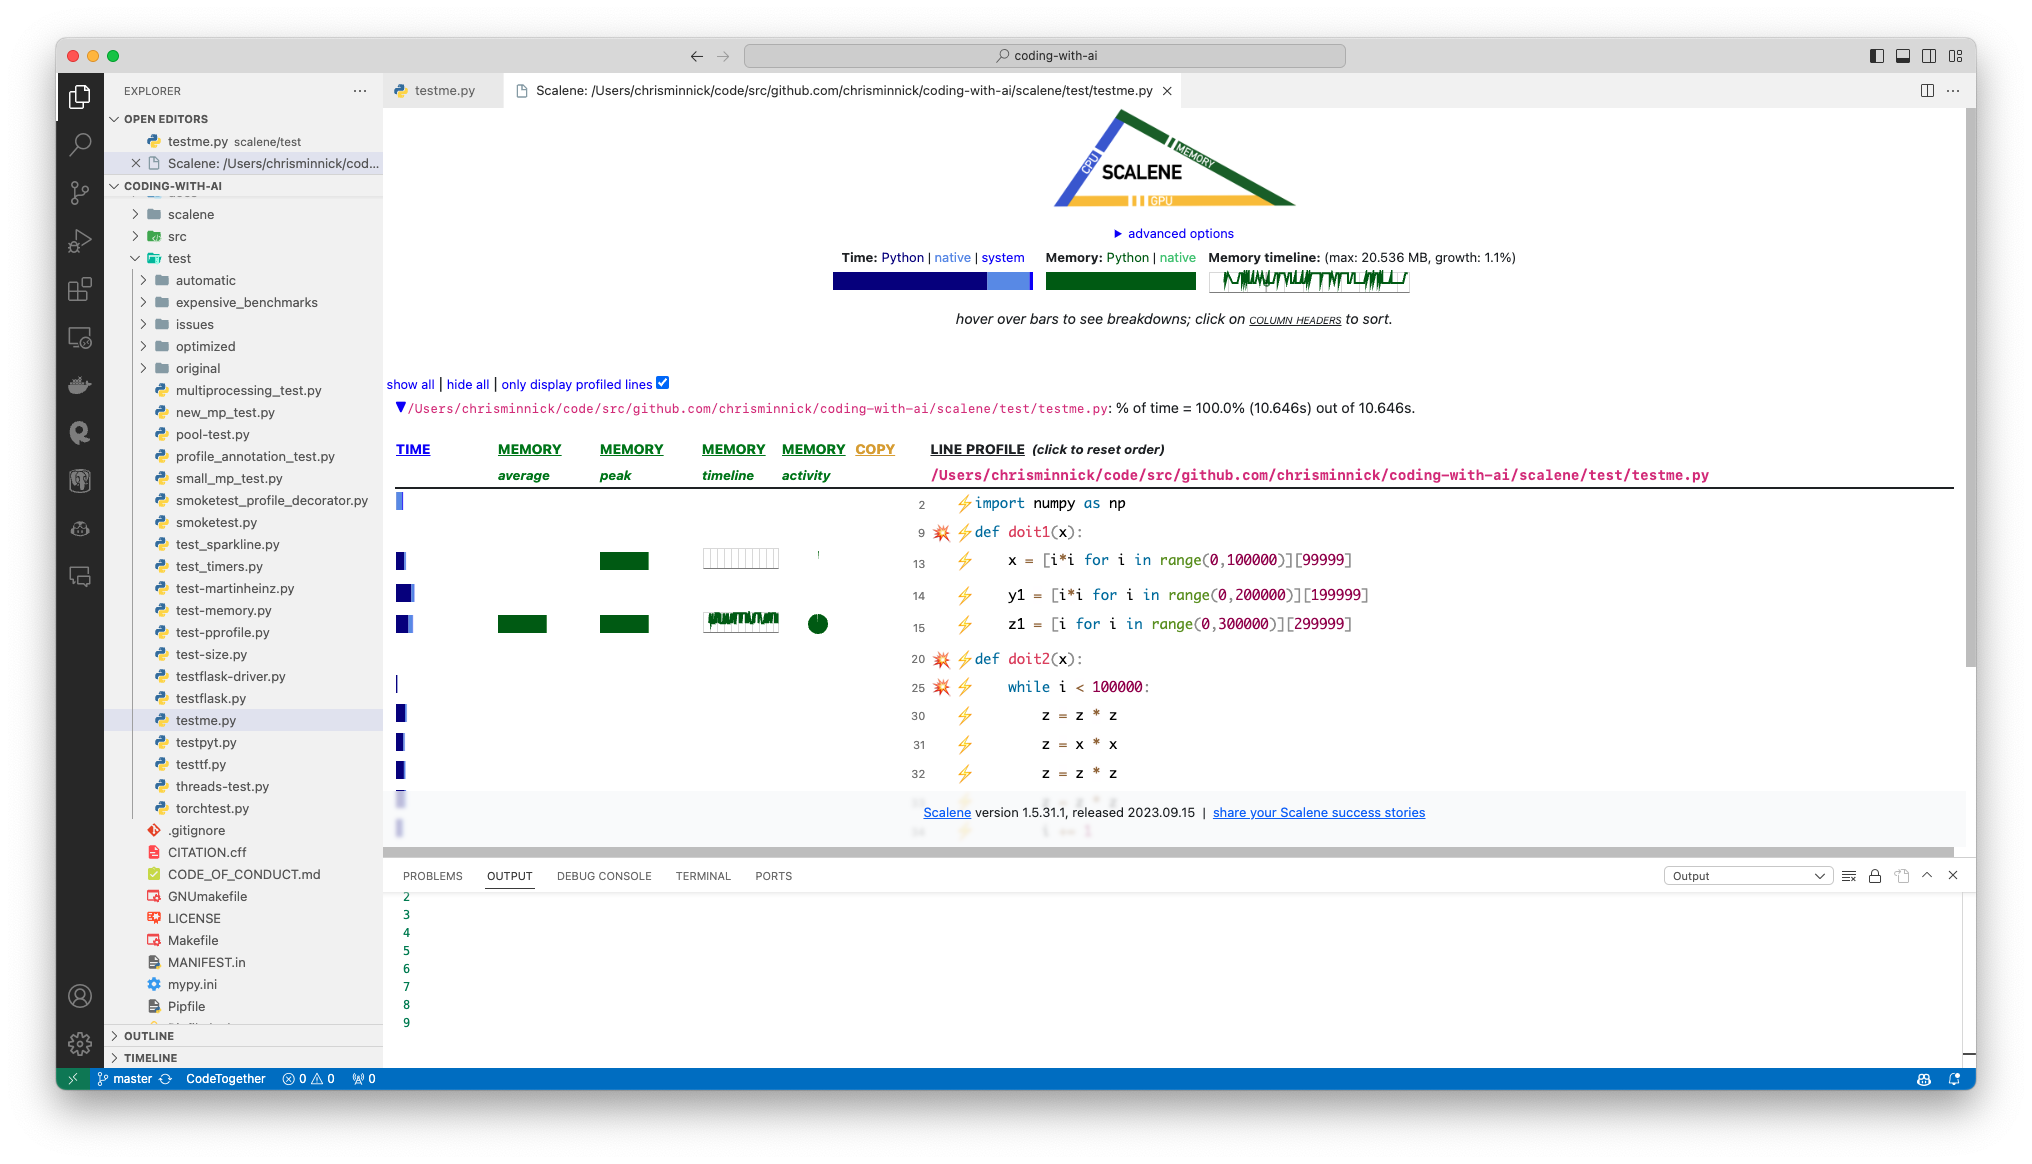 coding-with-ai
EXPLORER
OPEN EDITORS
testme.py scalene/test
Scalene: /Users/chrisminnick/cod...
CODING-WITH-AI
scalene
src
test
automatic
expensive_benchmarks
issues
optimized
original
multiprocessing_test.py
new_mp_test.py
pool-test.py
profile_annotation_test.py
small_mp_test.py
smoketest_profile_decorator.py
smoketest.py
test_sparkline.py
test_timers.py
test-martinheinz.py
test-memory.py
test-pprofile.py
test-size.py
testflask-driver.py
testflask.py
testme.py
testpyt.py
testtf.py
threads-test.py
torchtest.py
.gitignore
CITATION.cff
CODE_OF_CONDUCT.md
GNUmakefile
LICENSE
Makefile
MANIFEST.in
mypy.ini
Pipfile
OUTLINE
TIMELINE
testme.py
Scalene: /Users/chrisminnick/code/src/github.com/chrisminnick/coding-with-ai/scalene/test/testme.py
CPU
MEMORY
SCALENE
GPU
advanced options
Time: Python | native | system
Memory: Python | native
Memory timeline: (max: 20.536 MB, growth: 1.1%)
hover over bars to see breakdowns; click on COLUMN HEADERS to sort.
show all | hide all | only display profiled lines
/Users/chrisminnick/code/src/github.com/chrisminnick/coding-with-ai/scalene/test/testme.py: % of time = 100.0% (10.646s) out of 10.646s.
TIME MEMORY MEMORY MEMORY MEMORY COPY LINE PROFILE (click to reset order)
average peak timeline activity /Users/chrisminnick/code/src/github.com/chrisminnick/coding-with-ai/scalene/test/testme.py
2 import numpy as np
9 def doit1(x):
13 x = [i*i for i in range(0,100000)][99999]
14 y1 = [i*i for i in range(0,200000)][199999]
15 z1 = [i for i in range(0,300000)][299999]
20 def doit2(x):
25 while i < 100000:
30 z = z * z
31 z = x * x
32 z = z * z
Scalene version 1.5.31.1, released 2023.09.15 | share your Scalene success stories
PROBLEMS OUTPUT DEBUG CONSOLE TERMINAL PORTS
Output
2
3
4
5
6
7
8
9
master CodeTogether 0 0 0